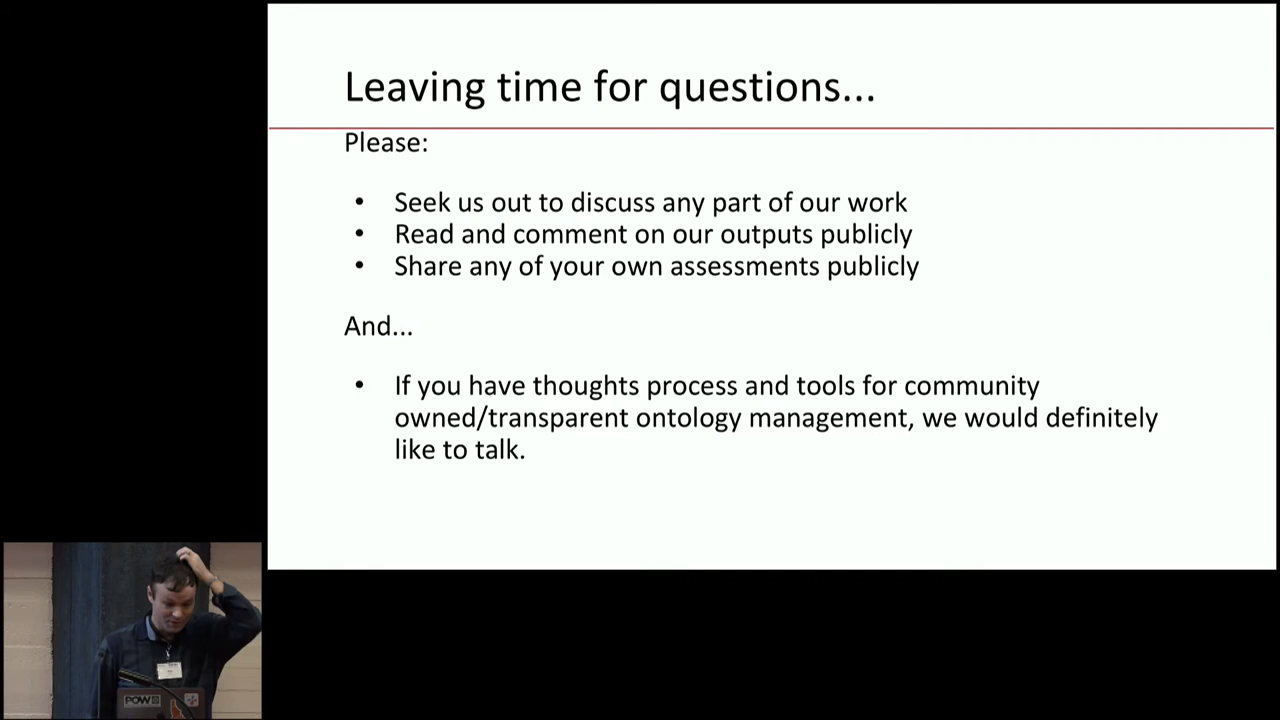 Leaving time for questions...
Please:
• Seek us out to discuss any part of our work
• Read and comment on our outputs publicly
• Share any of your own assessments publicly
And...
• If you have thoughts process and tools for community
owned/transparent ontology management, we would definitely
like to talk.
POW